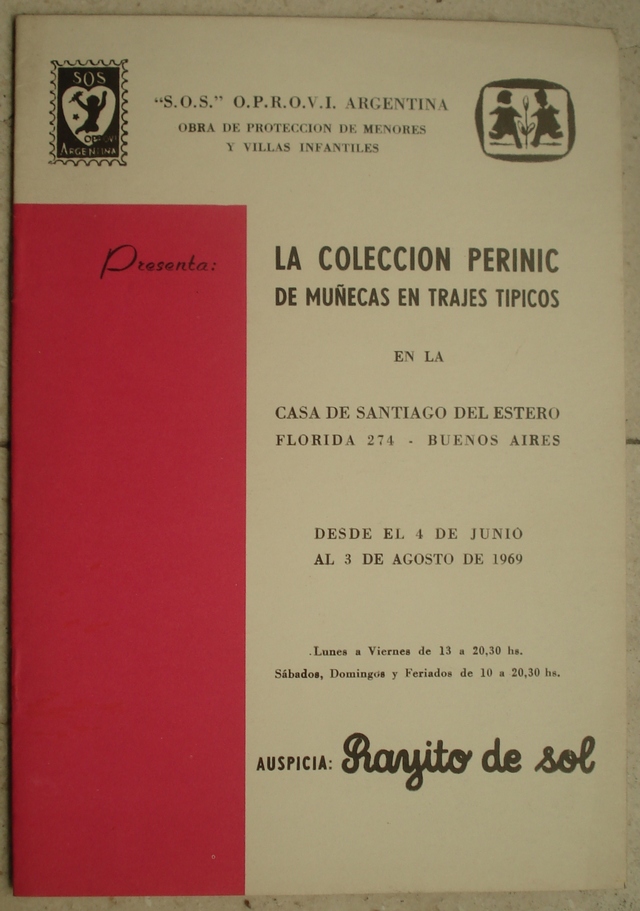 SOS
OPROVI
ARGENTINA
"S.O.S." O.P.R.O.V.I. ARGENTINA
OBRA DE PROTECCION DE MENORES
Y VILLAS INFANTILES
Presenta:
LA COLECCION PERINIC
DE MUÑECAS EN TRAJES TIPICOS
EN LA
CASA DE SANTIAGO DEL ESTERO
FLORIDA 274 - BUENOS AIRES
DESDE EL 4 DE JUNIO
AL 3 DE AGOSTO DE 1969
Lunes a Viernes de 13 a 20,30 hs.
Sábados, Domingos y Feriados de 10 a 20,30 hs.
AUSPICIA: Rayito de sol